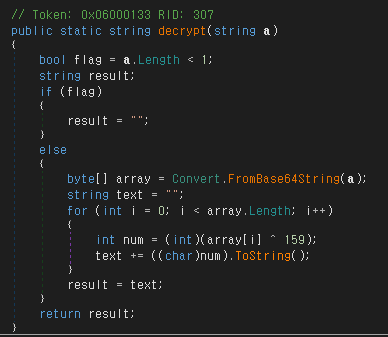 // Token: 0x06000133 RID: 307
public static string decrypt(string a)
{
bool flag = a.Length < 1;
string result;
if (flag)
{
result = "";
}
else
{
byte[] array = Convert.FromBase64String(a);
string text = "";
for (int i = 0; i < array.Length; i++)
{
int num = (int)(array[i] ^ 159);
text += ((char)num).ToString();
}
result = text;
}
return result;
}